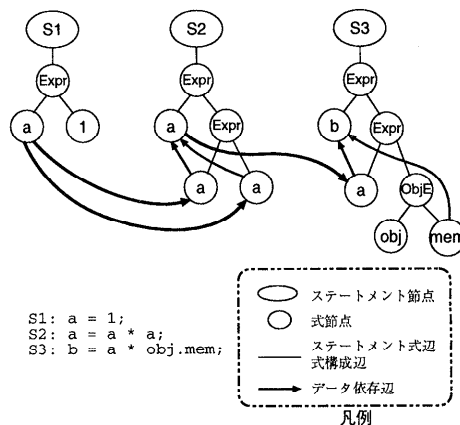 S1 S2 S3
Expr Expr Expr
a 1 a Expr b Expr
a a a ObjE
obj mem
S1: a = 1;
S2: a = a * a;
S3: b = a * obj.mem;
ステートメント節点
式節点
ステートメント式辺
式構成辺
データ依存辺
凡例